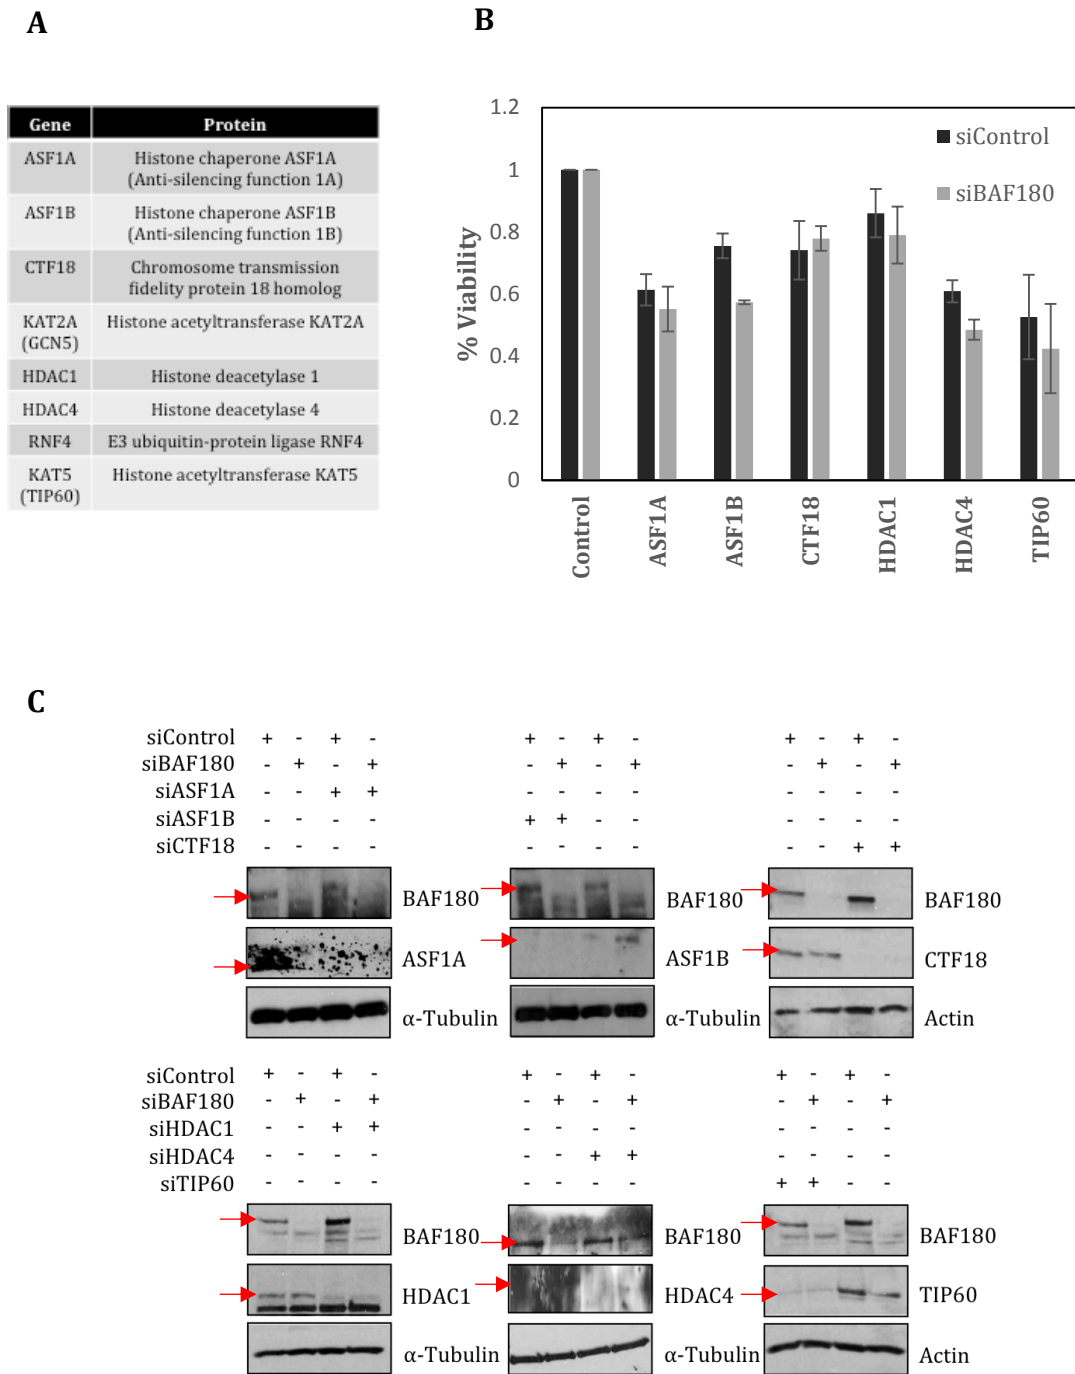 A
B
Gene Protein
ASF1A Histone chaperone ASF1A
(Anti-silencing function 1A)
ASF1B Histone chaperone ASF1B
(Anti-silencing function 1B)
CTF18 Chromosome transmission
fidelity protein 18 homolog
KAT2A Histone acetyltransferase KAT2A
(GCN5)
HDAC1 Histone deacetylase 1
HDAC4 Histone deacetylase 4
RNF4 E3 ubiquitin-protein ligase RNF4
KAT5 Histone acetyltransferase KAT5
(TIP60)
% Viability
1.2
1
0.8
0.6
0.4
0.2
0
siControl
siBAF180
Control
ASF1A
ASF1B
CTF18
HDAC1
HDAC4
TIP60
C
siControl + - + - + - + - + - + -
siBAF180 - + - + - + - + - + - +
siASF1A - - + + - - - - - - - -
siASF1B - - - - + + - - - - - -
siCTF18 - - - - - - - - - - + +
BAF180 BAF180 BAF180
ASF1A ASF1B CTF18
α-Tubulin α-Tubulin Actin
siControl + - + - + - + - + - + -
siBAF180 - + - + - + - + - + - +
siHDAC1 - - + + - - - - - - - -
siHDAC4 - - - - - - + + - - - -
siTIP60 - - - - - - - - + + - -
BAF180 BAF180 BAF180
HDAC1 HDAC4 TIP60
α-Tubulin α-Tubulin Actin